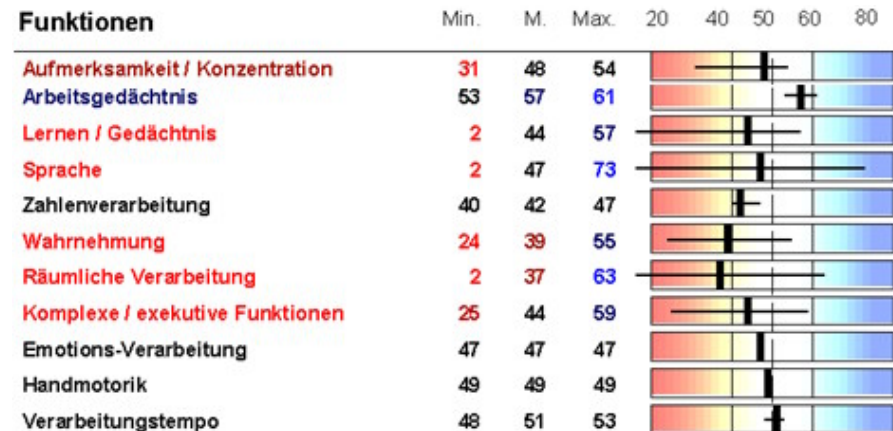 Funktionen Min. M. Max. 20 40 50 60 80
Aufmerksamkeit / Konzentration 31 48 54
Arbeitsgedächtnis 53 57 61
Lernen / Gedächtnis 2 44 57
Sprache 2 47 73
Zahlenverarbeitung 40 42 47
Wahrnehmung 24 39 55
Räumliche Verarbeitung 2 37 63
Komplexe / exekutive Funktionen 25 44 59
Emotions-Verarbeitung 47 47 47
Handmotorik 49 49 49
Verarbeitungstempo 48 51 53